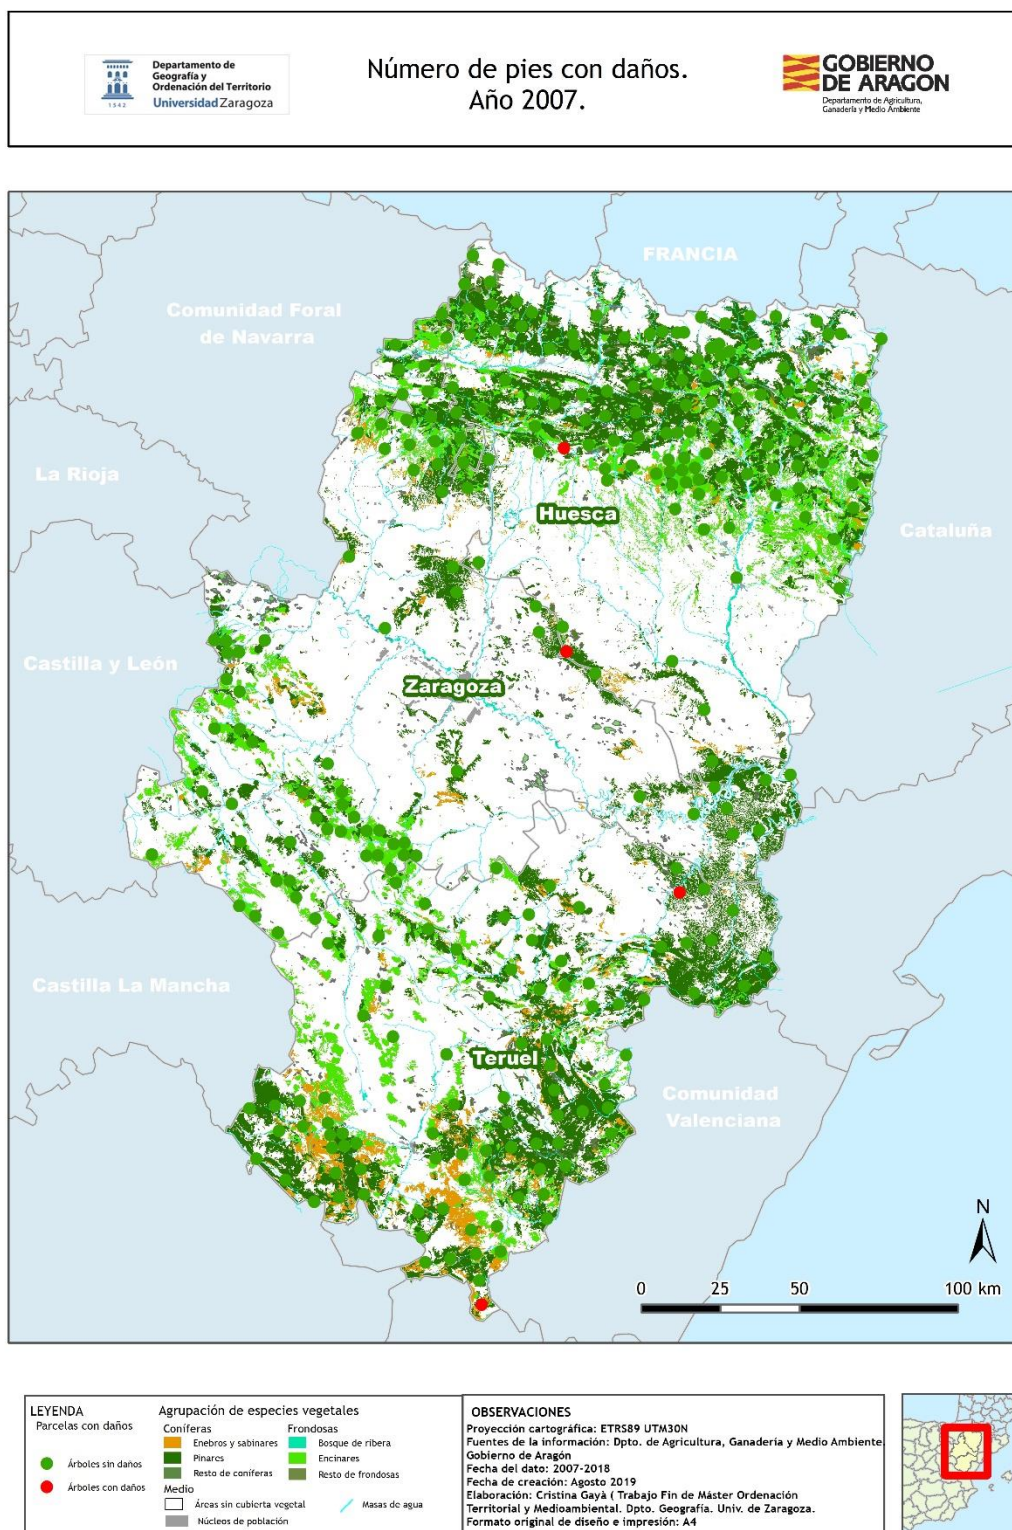 Departamento de
Geografía y
Ordenación del Territorio
Universidad Zaragoza
1542
Número de pies con daños.
Año 2007.
GOBIERNO
DE ARAGON
Departamento de Agricultura,
Ganadería y Medio Ambiente
FRANCIA
Comunidad Foral
de Navarra
La Rioja
Huesca
Cataluña
Castilla y León
Zaragoza
Castilla La Mancha
Teruel
Comunidad
Valenciana
N
0 25 50 100 km
LEYENDA
Parcelas con daños
Árboles sin daños
Árboles con daños
Agrupación de especies vegetales
Coníferas
Enebros y sabinares
Pinares
Resto de coníferas
Frondosas
Bosque de ribera
Encinares
Resto de frondosas
Medio
Áreas sin cubierta vegetal
Masas de agua
Núcleos de población
OBSERVACIONES
Proyección cartográfica: ETRS89 UTM30N
Fuentes de la información: Dpto. de Agricultura, Ganadería y Medio Ambiente.
Gobierno de Aragón
Fecha del dato: 2007-2018
Fecha de creación: Agosto 2019
Elaboración: Cristina Gayà ( Trabajo Fin de Máster Ordenación
Territorial y Medioambiental. Dpto. Geografía. Univ. de Zaragoza.
Formato original de diseño e impresión: A4